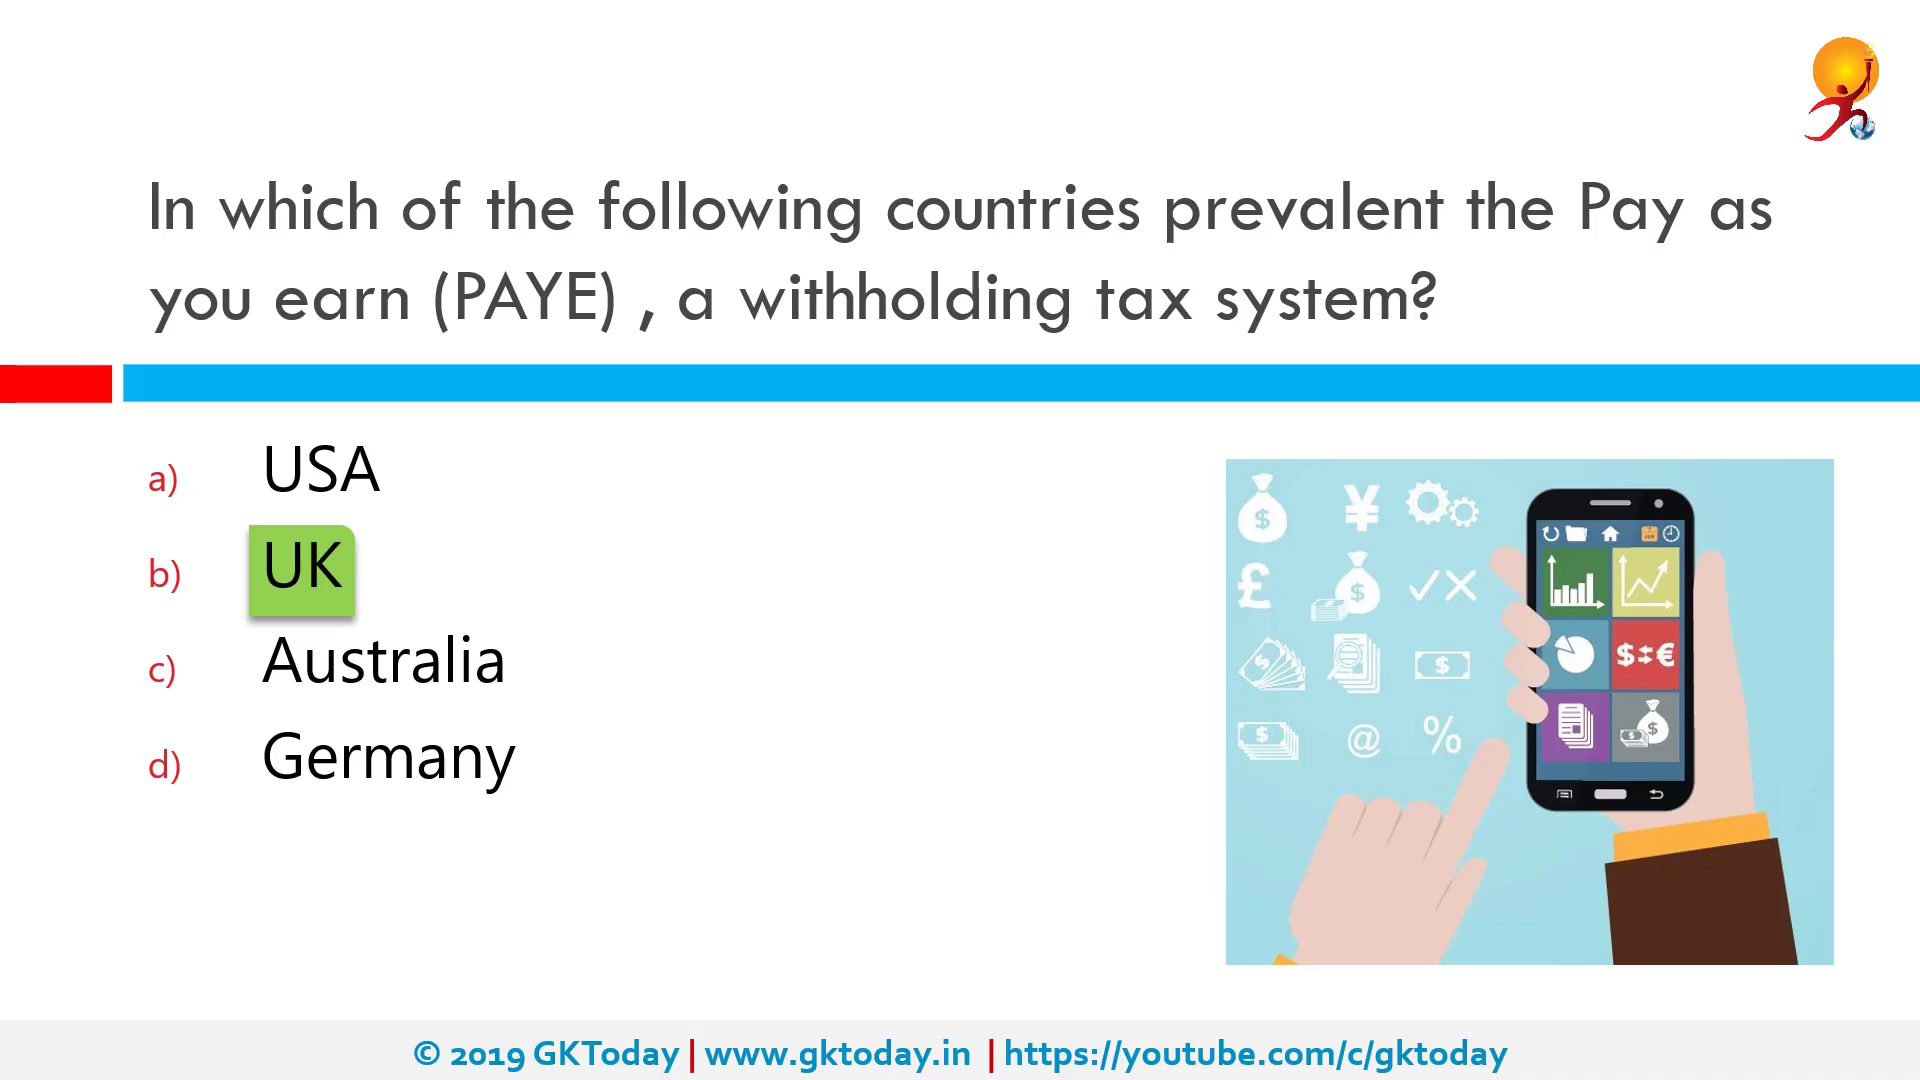 In which of the following countries prevalent the Pay as
you earn (PAYE) , a withholding tax system?
a) USA
b) UK
c) Australia
d) Germany
© 2019 GKToday | www.gktoday.in | https://youtube.com/c/gktoday